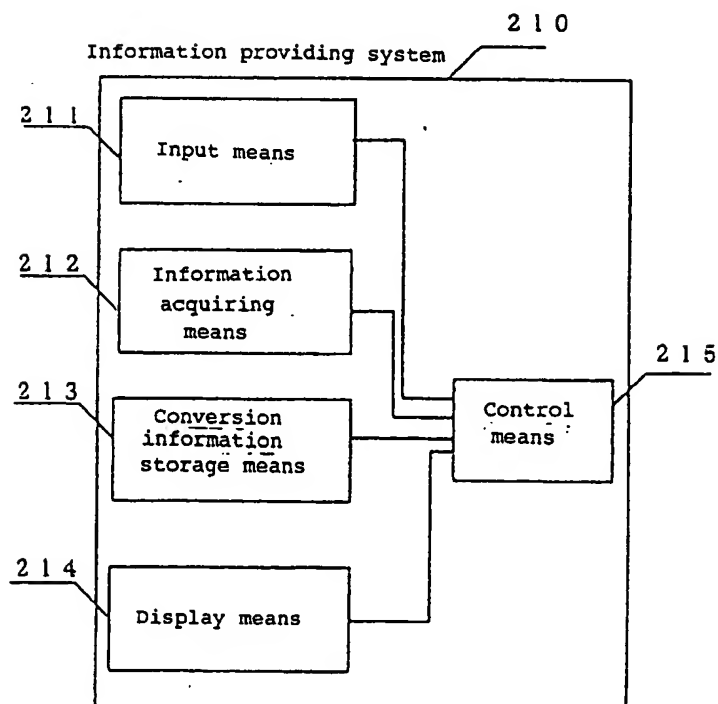 2 1 0
Information providing system
2 1 1
Input means
2 1 2
Information
acquiring
means
2 1 5
2 1 3
Conversion
information
storage means
Control
means
2 1 4
Display means